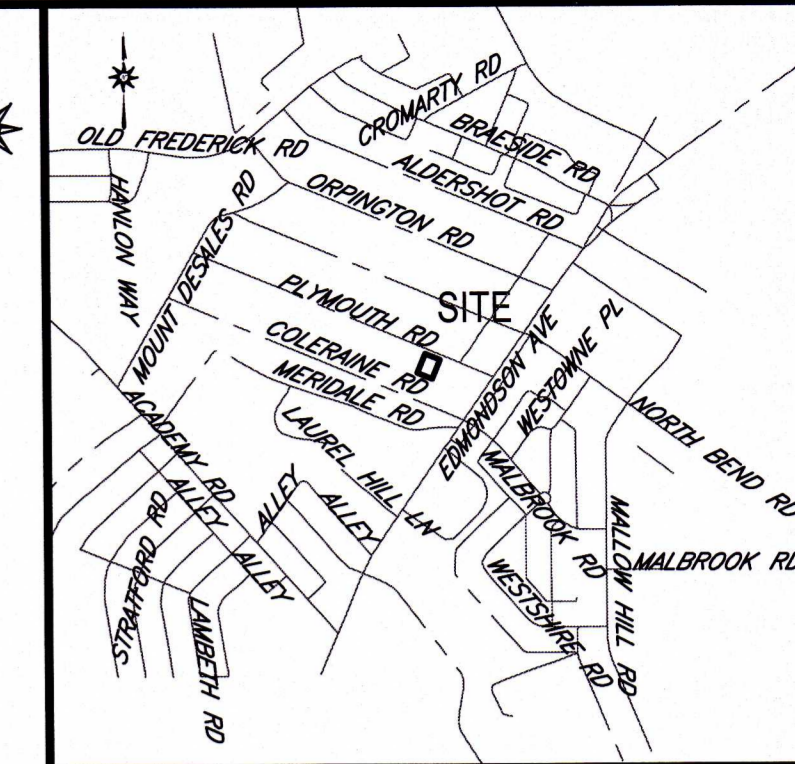 CROMARTY RD
OLD FREDERICK RD
BRAESIDE RD
ALDERSHOT RD
HANLON WAY
ORPINGTON RD
MOUNT DESALES RD
PLYMOUTH RD
SITE
COLERAINE RD
MERIDALE RD
EDMONDSON AVE
WESTOWNE PL
NORTH BEND RD
LAUREL HILL LN
ACADEMY RD
ALLEY
ALLEY
ALLEY
ALLEY
STRATFORD RD
LAMBETH RD
MALBROOK RD
MALLOW HILL RD
MALBROOK RD
WESTSHIRE RD